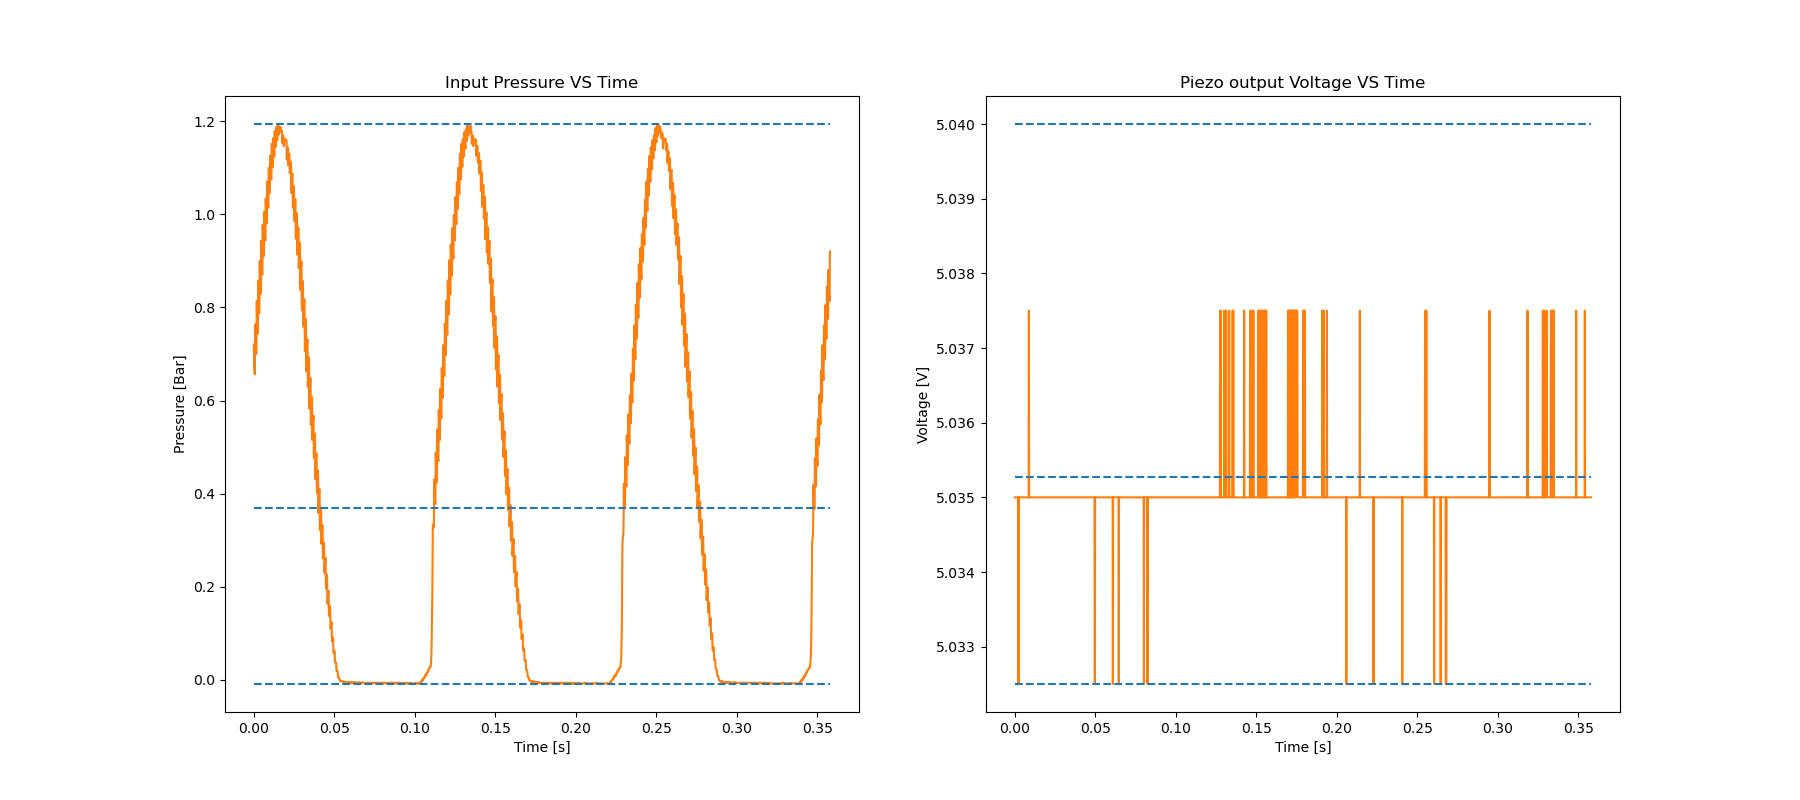 Input Pressure VS Time
Pressure [Bar]
1.2
1.0
0.8
0.6
0.4
0.2
0.0
0.00 0.05 0.10 0.15 0.20 0.25 0.30 0.35
Time [s]
Piezo output Voltage VS Time
Voltage [V]
5.040
5.039
5.038
5.037
5.036
5.035
5.034
5.033
0.00 0.05 0.10 0.15 0.20 0.25 0.30 0.35
Time [s]